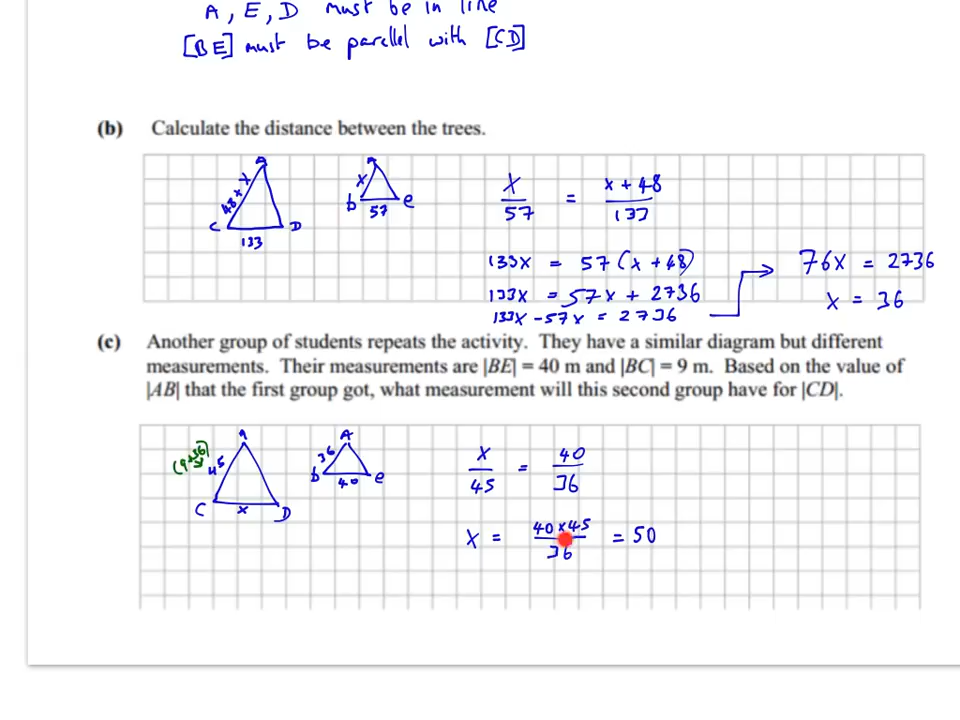 A, E, D must be in line
[BE] must be parallel with [CD]
(b) Calculate the distance between the trees.
A
48 + x
C D
133
A
x
b e
57
x/57 = x + 48/133
133x = 57(x + 48)
133x = 57x + 2736
133x - 57x = 2736
76x = 2736
x = 36
(c) Another group of students repeats the activity. They have a similar diagram but different
measurements. Their measurements are |BE| = 40 m and |BC| = 9 m. Based on the value of
|AB| that the first group got, what measurement will this second group have for |CD|.
A
(9+36)
45
C x D
A
36
b e
40
x/45 = 40/36
x = 40x45/36 = 50